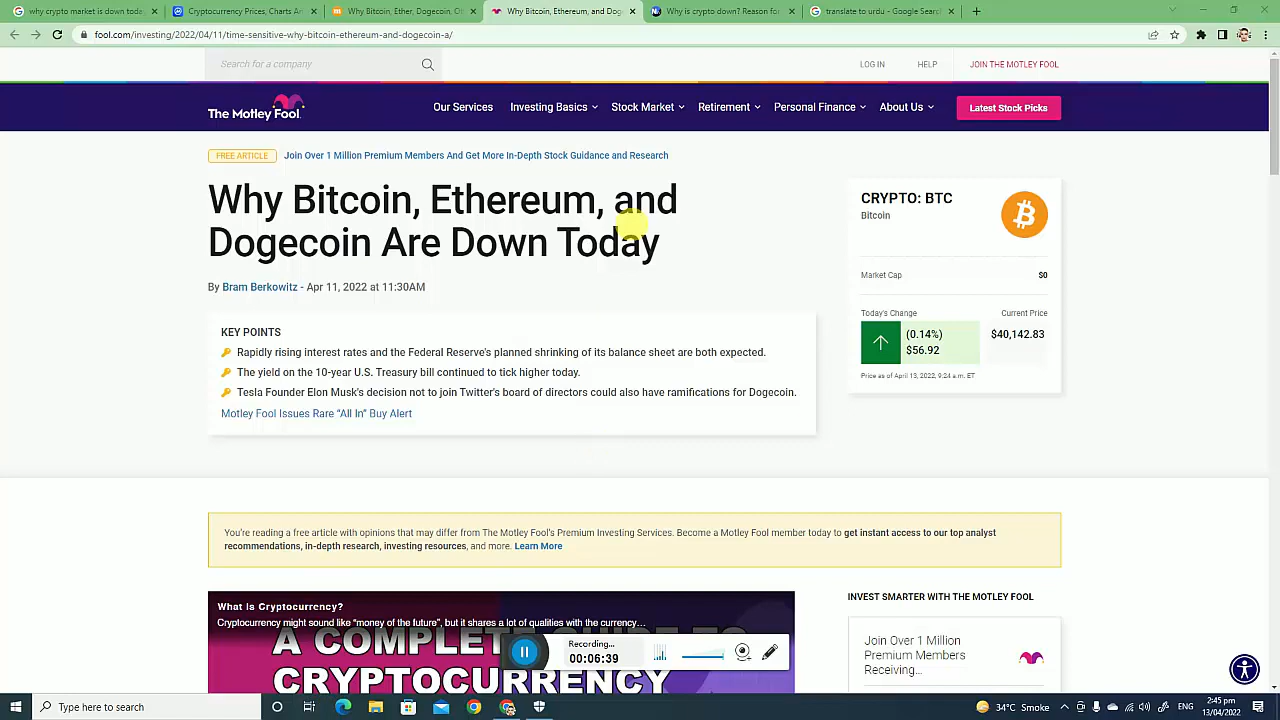 why crypto market is down toda
Cryptocurrency Prices, Charts an
Why Bitcoin, Ether, Dogecoin, Ch
Why Bitcoin, Ethereum, and Dog
Why is crypto down? Reason for
translate to urdu - Google Search
fool.com/investing/2022/04/11/time-sensitive-why-bitcoin-ethereum-and-dogecoin-a/
Search for a company
LOG IN
HELP
JOIN THE MOTLEY FOOL
The Motley Fool.
Our Services
Investing Basics
Stock Market
Retirement
Personal Finance
About Us
Latest Stock Picks
FREE ARTICLE
Join Over 1 Million Premium Members And Get More In-Depth Stock Guidance and Research
Why Bitcoin, Ethereum, and
Dogecoin Are Down Today
By Bram Berkowitz - Apr 11, 2022 at 11:30AM
KEY POINTS
Rapidly rising interest rates and the Federal Reserve's planned shrinking of its balance sheet are both expected.
The yield on the 10-year U.S. Treasury bill continued to tick higher today.
Tesla Founder Elon Musk's decision not to join Twitter's board of directors could also have ramifications for Dogecoin.
Motley Fool Issues Rare “All In” Buy Alert
CRYPTO: BTC
Bitcoin
Market Cap
$0
Today's Change
Current Price
(0.14%)
$56.92
$40,142.83
Price as of April 13, 2022, 9:24 a.m. ET
You're reading a free article with opinions that may differ from The Motley Fool's Premium Investing Services. Become a Motley Fool member today to get instant access to our top analyst
recommendations, in-depth research, investing resources, and more. Learn More
What Is Cryptocurrency?
Cryptocurrency might sound like “money of the future”, but it shares a lot of qualities with the currency…
A COMPLETE GUIDE TO
CRYPTOCURRENCY
Recording...
00:06:39
INVEST SMARTER WITH THE MOTLEY FOOL
Join Over 1 Million
Premium Members
Receiving…
Type here to search
34°C Smoke
ENG
2:45 pm
13/04/2022